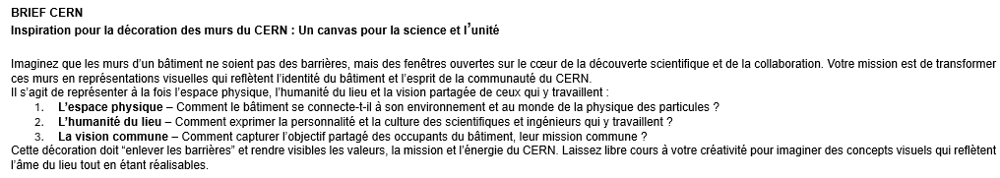 BRIEF CERN
Inspiration pour la décoration des murs du CERN : Un canvas pour la science et l’unité
Imaginez que les murs d’un bâtiment ne soient pas des barrières, mais des fenêtres ouvertes sur le cœur de la découverte scientifique et de la collaboration. Votre mission est de transformer
ces murs en représentations visuelles qui reflètent l’identité du bâtiment et l’esprit de la communauté du CERN.
Il s’agit de représenter à la fois l’espace physique, l’humanité du lieu et la vision partagée de ceux qui y travaillent :
1. L’espace physique – Comment le bâtiment se connecte-t-il à son environnement et au monde de la physique des particules ?
2. L’humanité du lieu – Comment exprimer la personnalité et la culture des scientifiques et ingénieurs qui y travaillent ?
3. La vision commune – Comment capturer l’objectif partagé des occupants du bâtiment, leur mission commune ?
Cette décoration doit “enlever les barrières” et rendre visibles les valeurs, la mission et l’énergie du CERN. Laissez libre cours à votre créativité pour imaginer des concepts visuels qui reflètent
l’âme du lieu tout en étant réalisables.